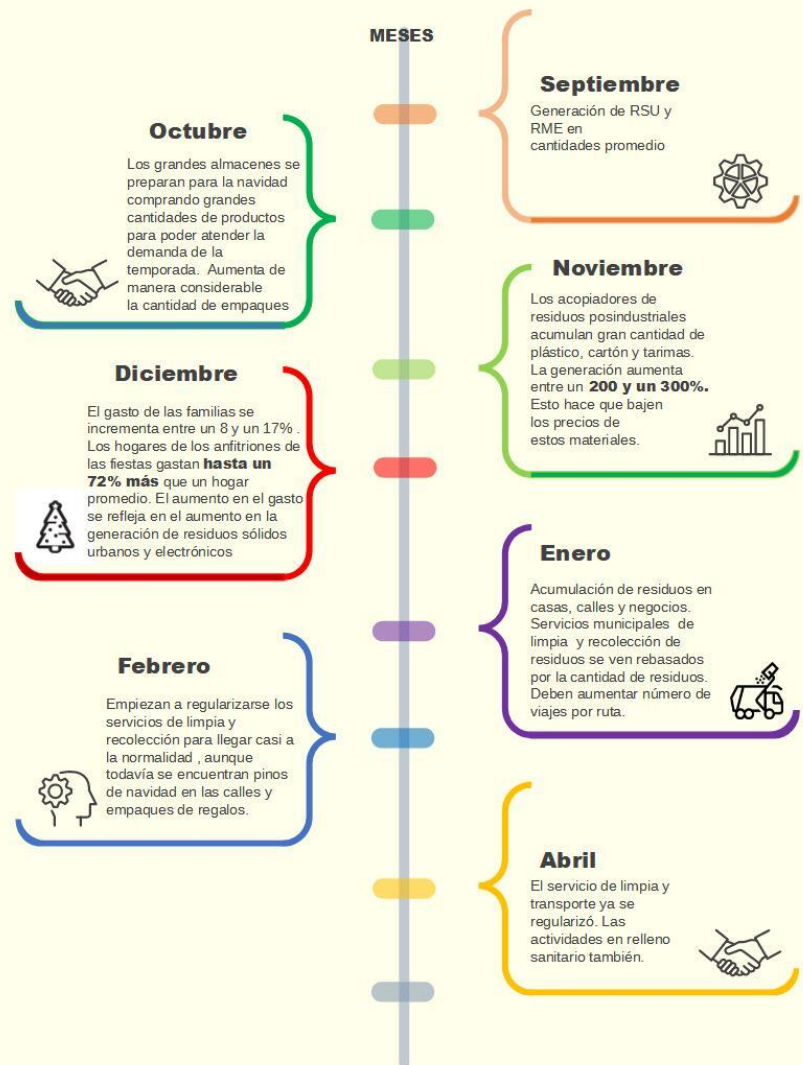 MESES
Septiembre
Generación de RSU y
RME en
cantidades promedio
Octubre
Los grandes almacenes se
preparan para la navidad
comprando grandes
cantidades de productos
para poder atender la
demanda de la
temporada. Aumenta de
manera considerable
la cantidad de empaques
Noviembre
Los acopiadores de
residuos posindustriales
acumulan gran cantidad de
plástico, cartón y tarimas.
La generación aumenta
entre un 200 y un 300%.
Esto hace que bajen
los precios de
estos materiales.
Diciembre
El gasto de las familias se
incrementa entre un 8 y un 17% .
Los hogares de los anfitriones de
las fiestas gastan hasta un
72% más que un hogar
promedio. El aumento en el gasto
se refleja en el aumento en la
generación de residuos sólidos
urbanos y electrónicos
Enero
Acumulación de residuos en
casas, calles y negocios.
Servicios municipales de
limpia y recolección de
residuos se ven rebasados
por la cantidad de residuos.
Deben aumentar número de
viajes por ruta.
Febrero
Empiezan a regularizarse los
servicios de limpia y
recolección para llegar casi a
la normalidad , aunque
todavía se encuentran pinos
de navidad en las calles y
empaques de regalos.
Abril
El servicio de limpia y
transporte ya se
regularizó. Las
actividades en relleno
sanitario también.